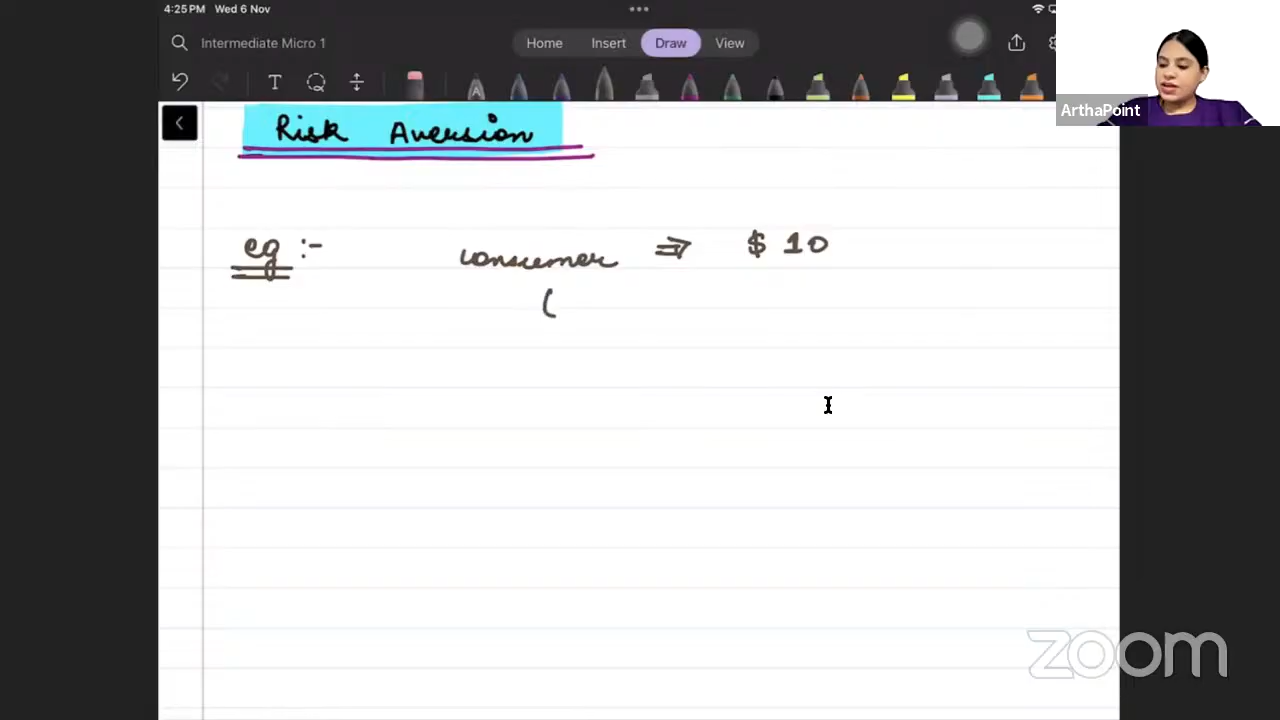 4:25 PM Wed 6 Nov
Intermediate Micro 1
Home Insert Draw View
T
A
ArthaPoint
Risk Aversion
eg :- consumer ⇒ $ 10
(
zoom